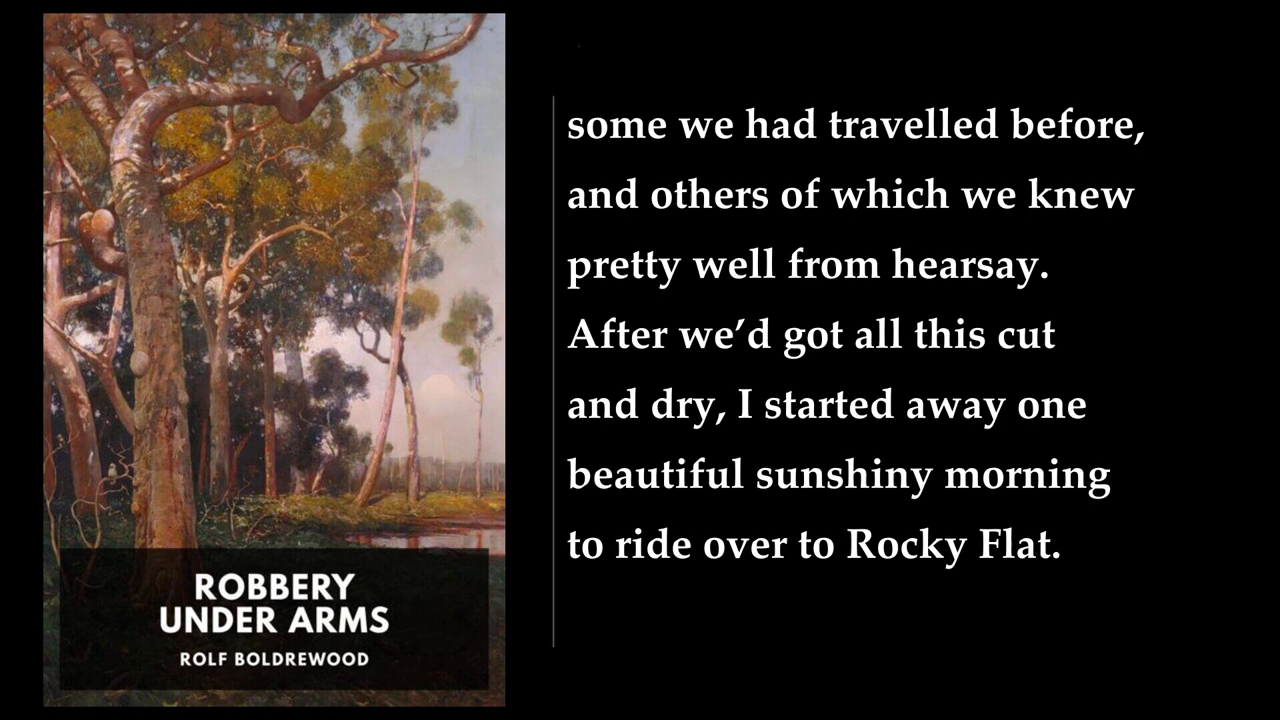 ROBBERY
UNDER ARMS
ROLF BOLDREWOOD
some we had travelled before,
and others of which we knew
pretty well from hearsay.
After we’d got all this cut
and dry, I started away one
beautiful sunshiny morning
to ride over to Rocky Flat.